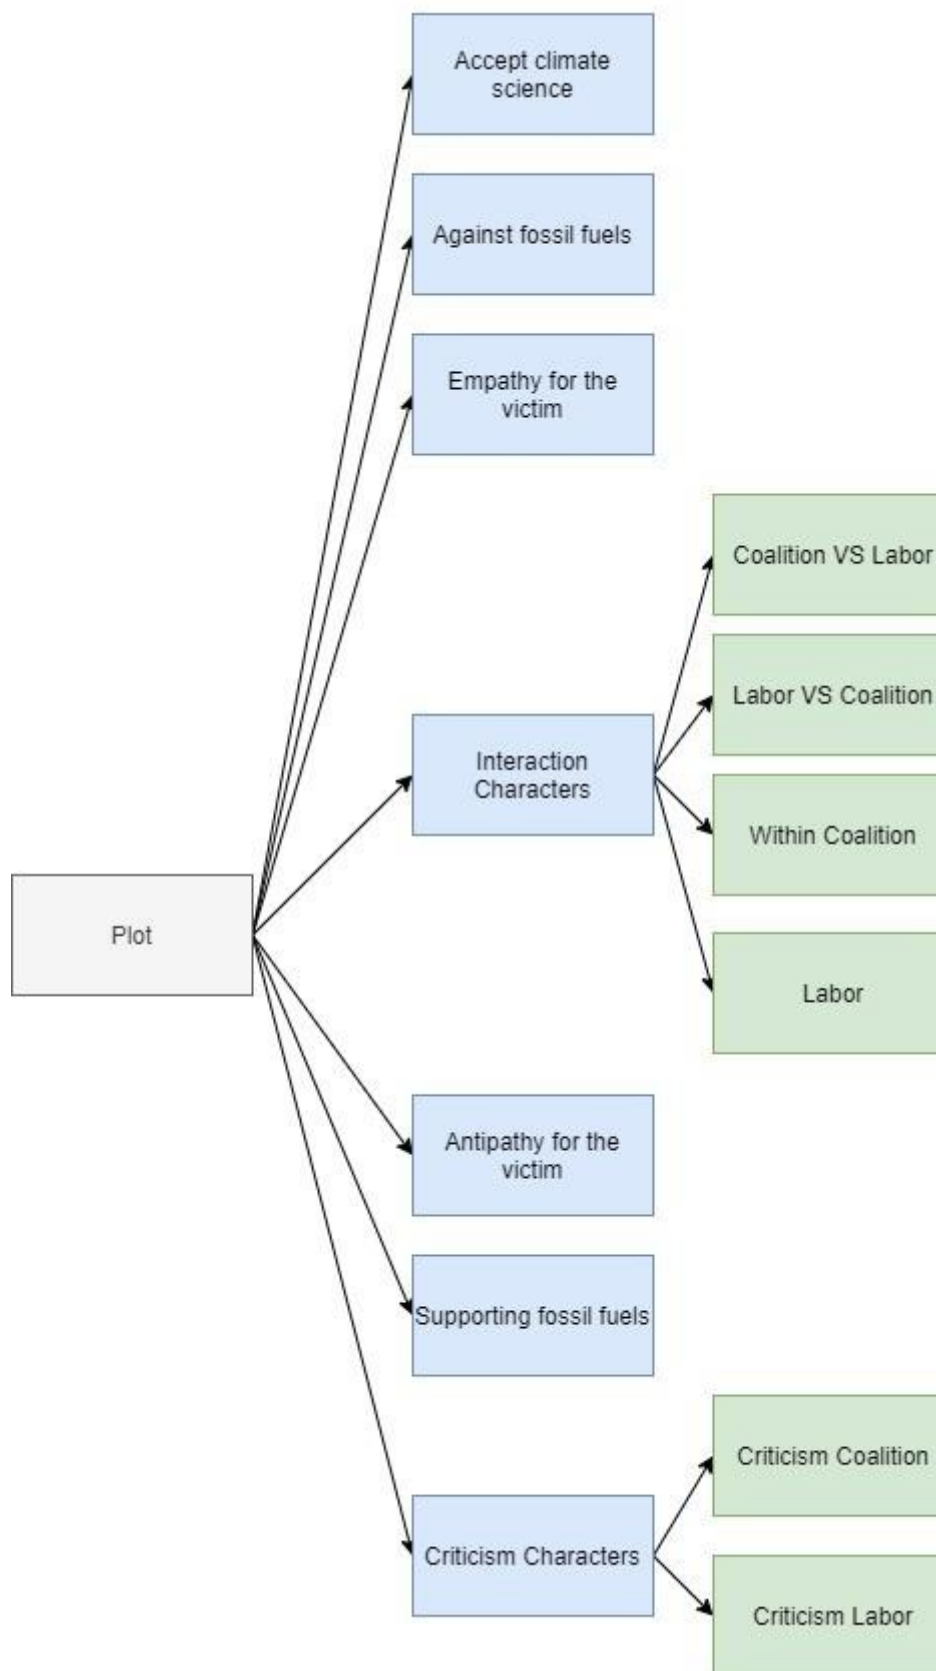 Accept climate
science
Against fossil fuels
Empathy for the
victim
Coalition VS Labor
Labor VS Coalition
Interaction
Characters
Within Coalition
Plot
Labor
Antipathy for the
victim
Supporting fossil fuels
Criticism Coalition
Criticism Characters
Criticism Labor